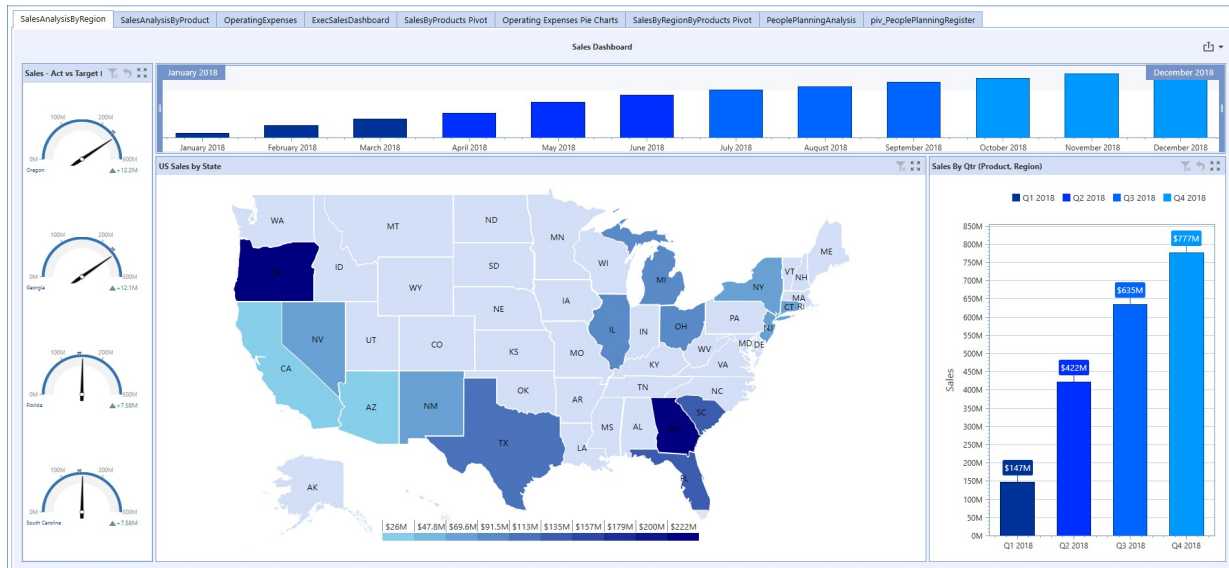 SalesAnalysisByRegion SalesAnalysisByProduct OperatingExpenses ExecSalesDashboard SalesByProducts Pivot Operating Expenses Pie Charts SalesByRegionByProducts Pivot PeoplePlanningAnalysis piv_PeoplePlanningRegister
Sales Dashboard
Sales - Act vs Target (
100M 200M
0M 300M
Oregon +12.2M
100M 200M
0M 300M
Georgia +12.1M
100M 200M
0M 300M
Florida +7.58M
100M 200M
0M 300M
South Carolina +7.58M
January 2018 December 2018
January 2018 February 2018 March 2018 April 2018 May 2018 June 2018 July 2018 August 2018 September 2018 October 2018 November 2018 December 2018
US Sales by State
WA MT ND MN ME
OR ID SD WI MI VT NH
WY NY MA
IA CT RI
NE PA NJ
NV UT IL IN OH MD DE
CO WV
CA KS MO KY VA
TN NC
AZ NM OK AR SC
MS AL GA
TX LA
FL
AK
$26M $47.8M $69.6M $91.5M $113M $135M $157M $179M $200M $222M
Sales By Qtr (Product, Region)
Q1 2018 Q2 2018 Q3 2018 Q4 2018
850M
800M
750M
700M
650M
600M
550M
500M
450M
400M
350M
300M
250M
200M
150M
100M
50M
0M
Sales
$147M
$422M
$635M
$777M
Q1 2018 Q2 2018 Q3 2018 Q4 2018